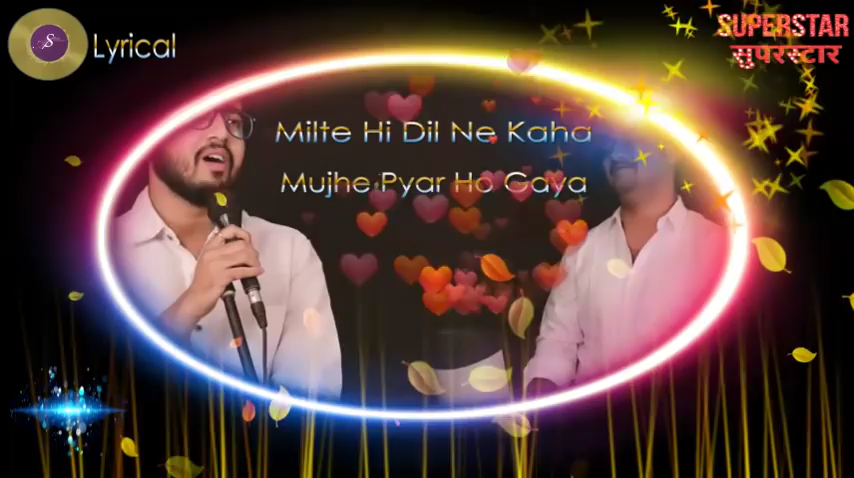 Lyrical
SUPERSTAR
सुपरस्टार
Milte Hi Dil Ne Kaha
Mujhe Pyar Ho Gaya